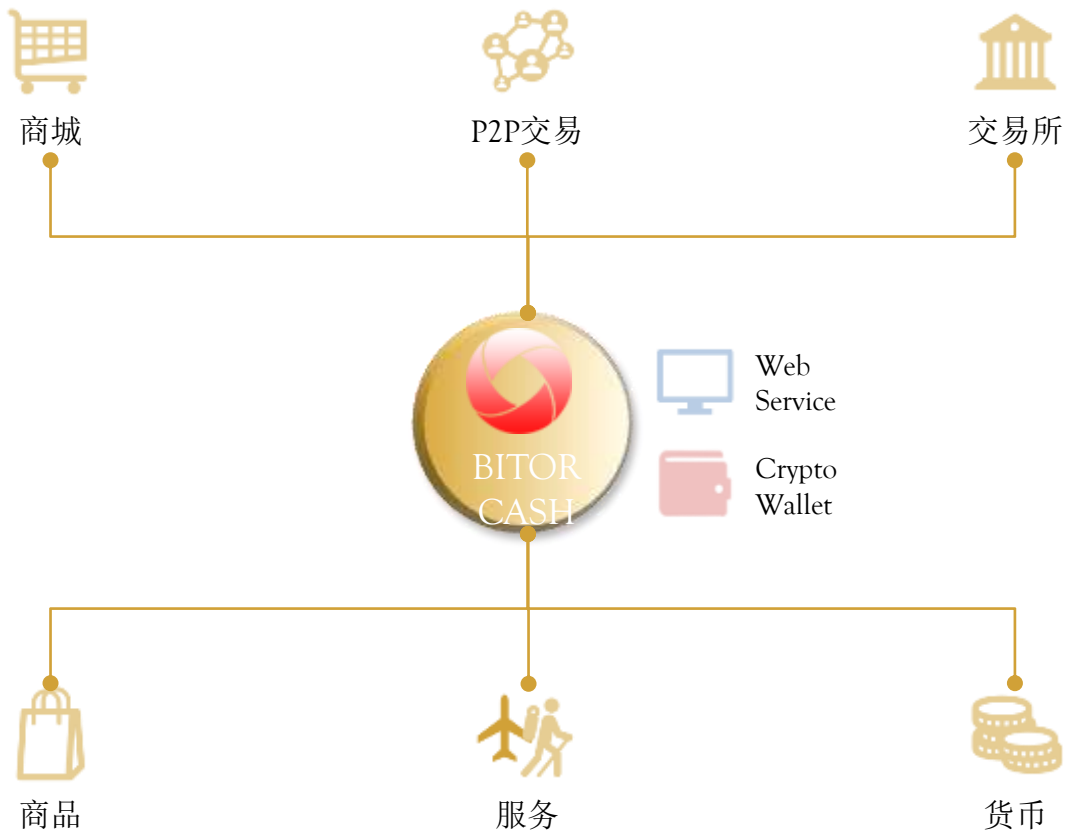 商城
P2P交易
交易所
BITOR
CASH
Web
Service
Crypto
Wallet
商品
服务
货币